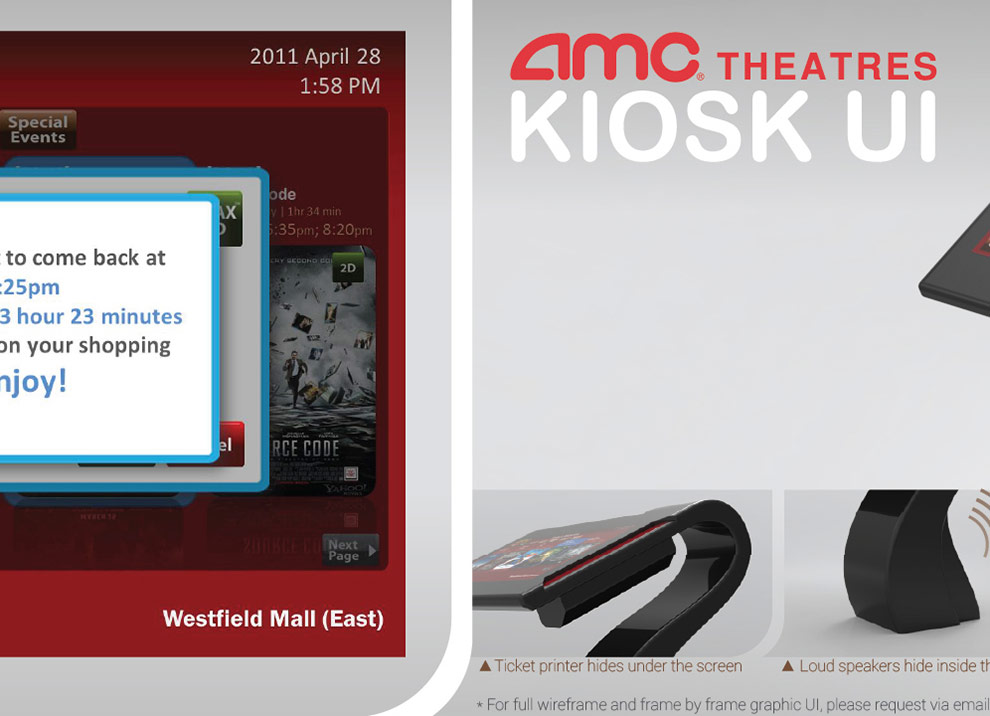 2011 April 28
1:58 PM
Special
Events
ode
1hr 34 min
:35pm; 8:20pm
AX
D
2D
to come back at
:25pm
3 hour 23 minutes
on your shopping
njoy!
el
RCE CODE
YAHOO!
Next
Page
Westfield Mall (East)
amc® THEATRES
KIOSK UI
▲ Ticket printer hides under the screen
▲ Loud speakers hide inside th
* For full wireframe and frame by frame graphic UI, please request via email